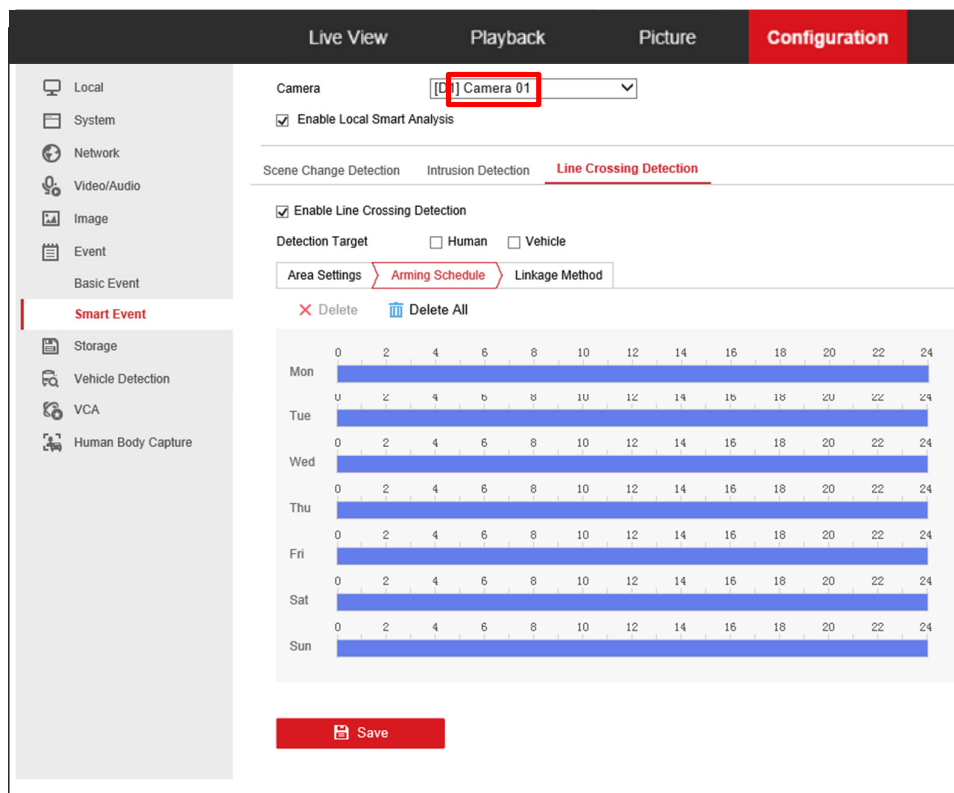 Live View Playback Picture Configuration
Local
System
Network
Video/Audio
Image
Event
Basic Event
Smart Event
Storage
Vehicle Detection
VCA
Human Body Capture
Camera [D1] Camera 01
Enable Local Smart Analysis
Scene Change Detection Intrusion Detection Line Crossing Detection
Enable Line Crossing Detection
Detection Target Human Vehicle
Area Settings Arming Schedule Linkage Method
Delete Delete All
0 2 4 6 8 10 12 14 16 18 20 22 24
Mon
0 2 4 6 8 10 12 14 16 18 20 22 24
Tue
0 2 4 6 8 10 12 14 16 18 20 22 24
Wed
0 2 4 6 8 10 12 14 16 18 20 22 24
Thu
0 2 4 6 8 10 12 14 16 18 20 22 24
Fri
0 2 4 6 8 10 12 14 16 18 20 22 24
Sat
0 2 4 6 8 10 12 14 16 18 20 22 24
Sun
Save